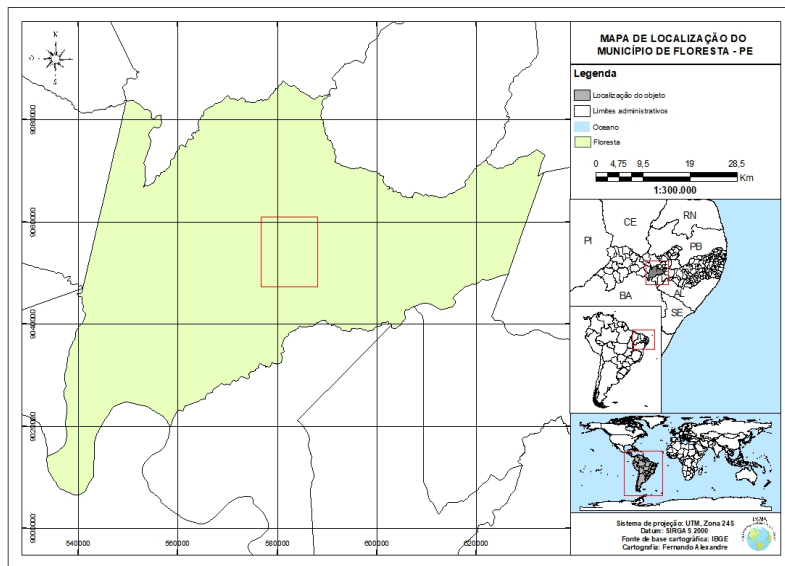 N
O
S
9080000
9060000
9040000
9020000
9000000
540000
560000
580000
600000
620000
MAPA DE LOCALIZAÇÃO DO
MUNICÍPIO DE FLORESTA - PE
Legenda
Localização do objeto
Limites administrativos
Oceano
Floresta
0 4,75 9,5 19 28,5
Km
1:300.000
CE
RN
PI
PB
BA
AL
SE
Sistema de projeção: UTM, Zona 24S
Datum: SIRGAS 2000
Fonte de base cartográfica: IBGE
Cartografia: Fernando Alexandre